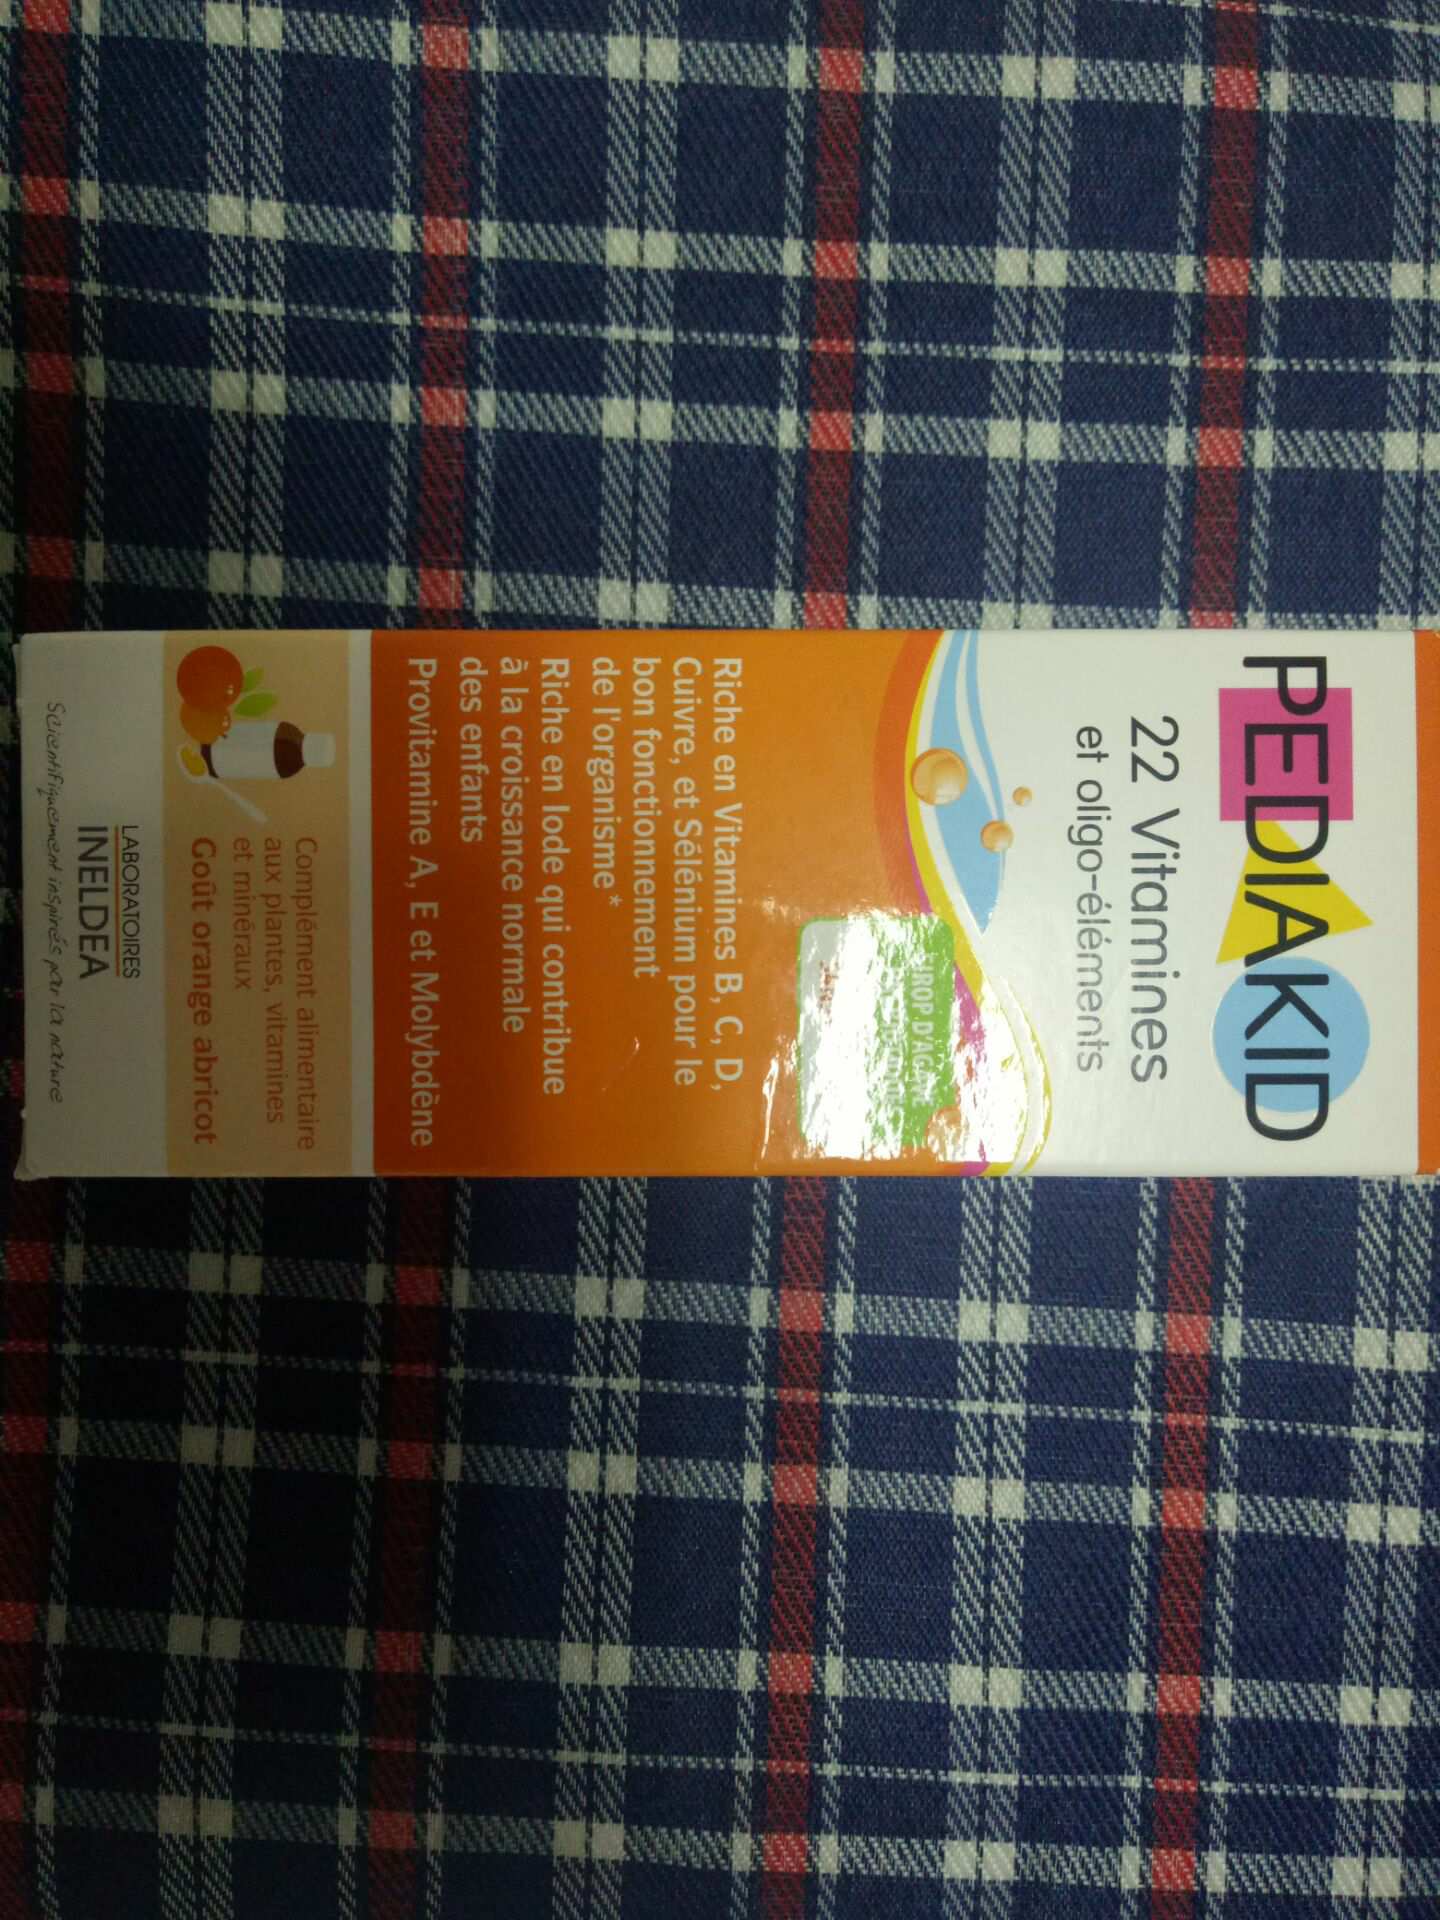 PEDIAKID
22 Vitamines
et oligo-éléments
SIROP D'AGAVE
Riche en Vitamines B, C, D,
Cuivre, et Sélénium pour le
bon fonctionnement
de l'organisme*
Riche en Iode qui contribue
à la croissance normale
des enfants
Provitamine A, E et Molybdène
Complément alimentaire
aux plantes, vitamines
et minéraux
Goût orange abricot
LABORATOIRES
INELDEA
Scientifiquement inspirés par la nature